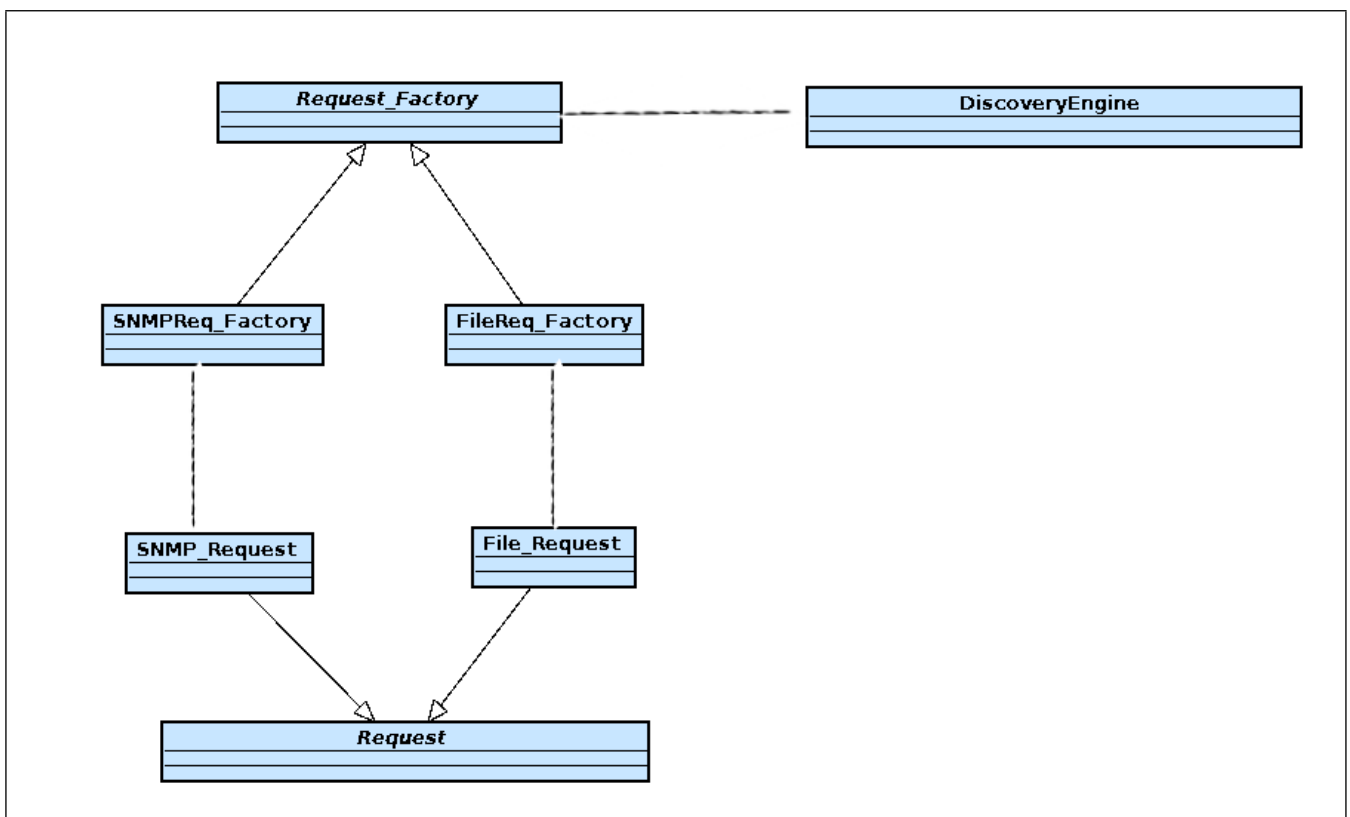 Request_Factory
DiscoveryEngine
SNMPReq_Factory
FileReq_Factory
SNMP_Request
File_Request
Request